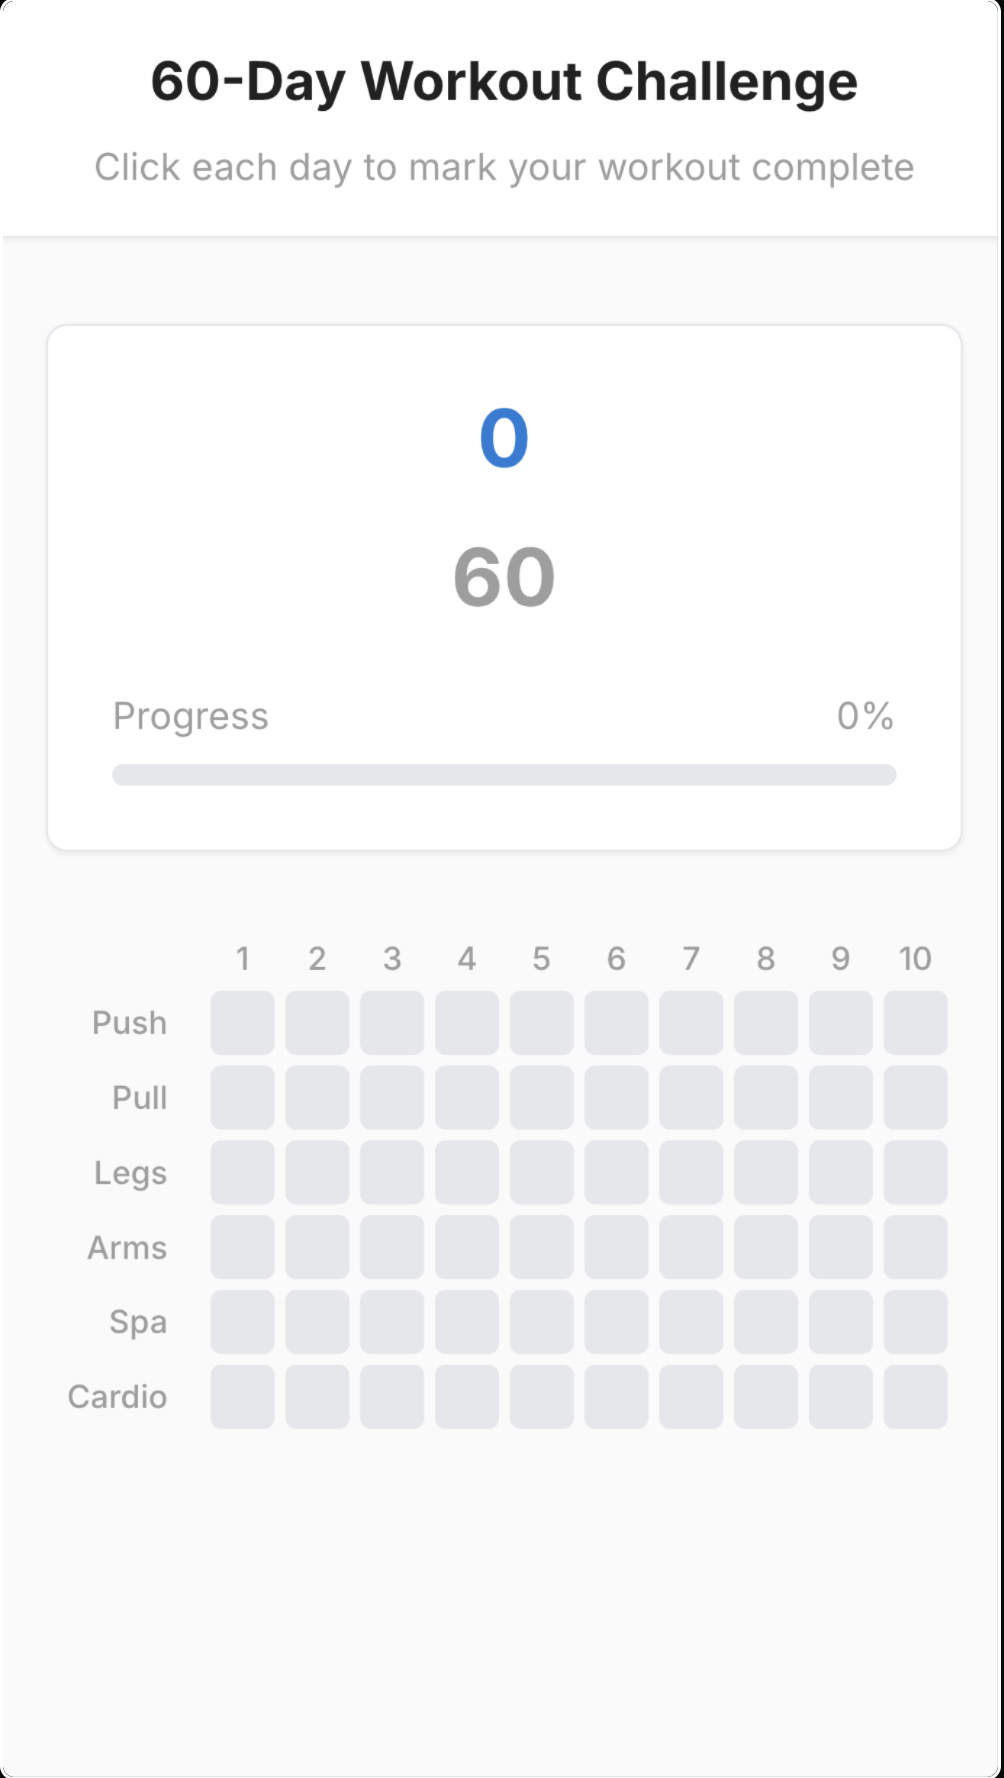 60-Day Workout Challenge
Click each day to mark your workout complete
0
60
Progress 0%
1 2 3 4 5 6 7 8 9 10
Push
Pull
Legs
Arms
Spa
Cardio